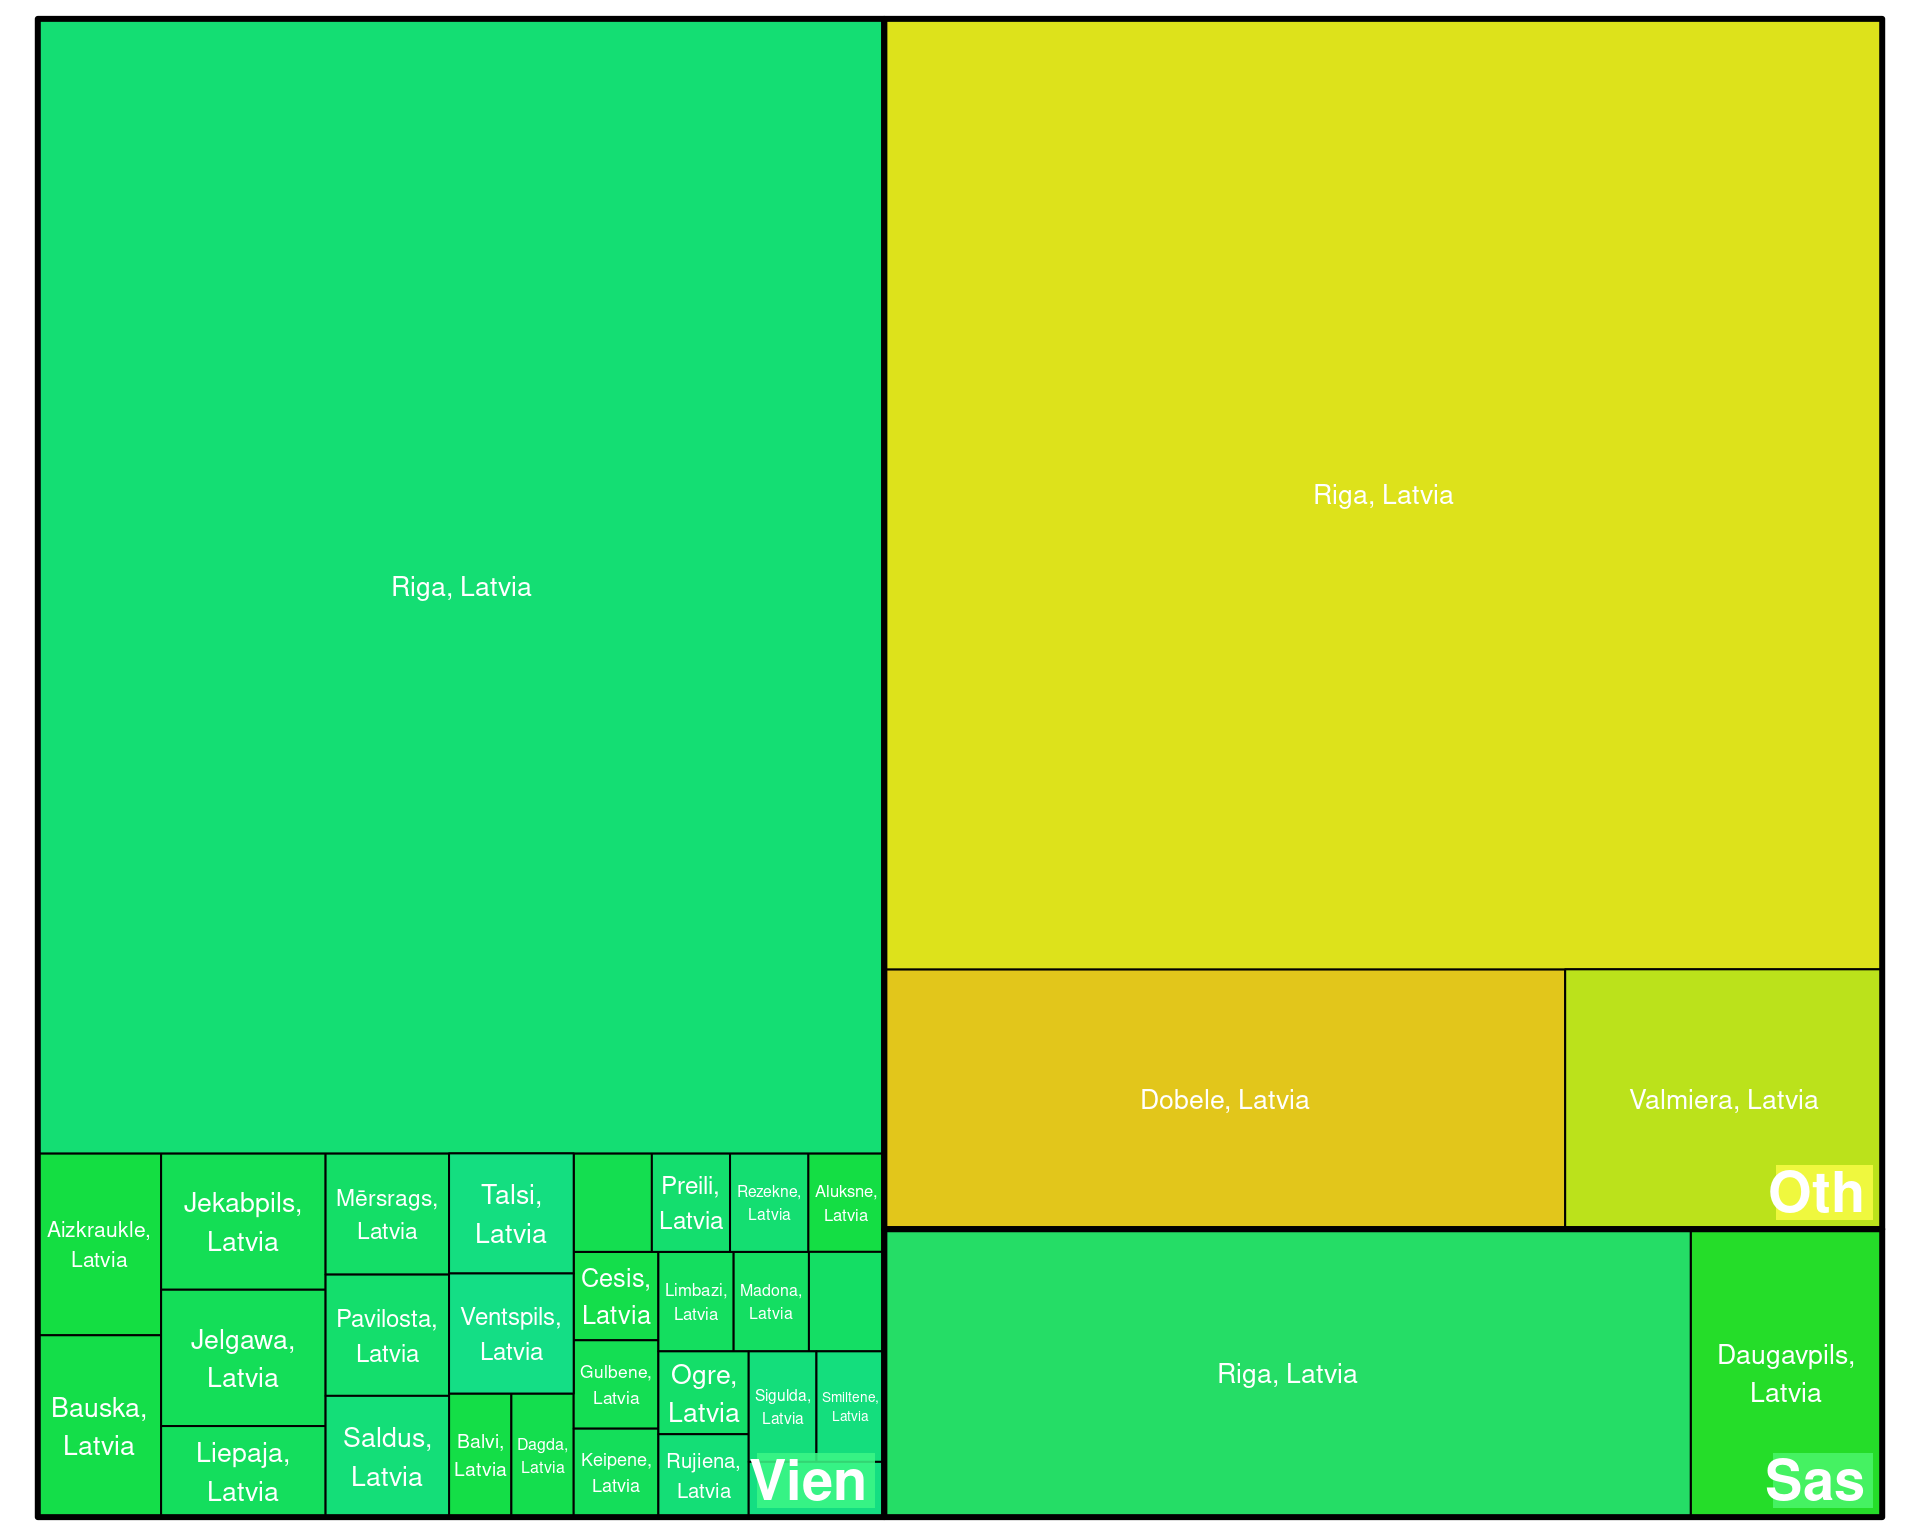 Riga, Latvia
Riga, Latvia
Dobele, Latvia
Valmiera, Latvia
Oth
Riga, Latvia
Daugavpils,
Latvia
Sas
Aizkraukle,
Latvia
Bauska,
Latvia
Jekabpils,
Latvia
Jelgawa,
Latvia
Liepaja,
Latvia
Mērsrags,
Latvia
Pavilosta,
Latvia
Saldus,
Latvia
Talsi,
Latvia
Ventspils,
Latvia
Balvi,
Latvia
Dagda,
Latvia
Preili,
Latvia
Rezekne,
Latvia
Aluksne,
Latvia
Cesis,
Latvia
Gulbene,
Latvia
Keipene,
Latvia
Limbazi,
Latvia
Madona,
Latvia
Ogre,
Latvia
Rujiena,
Latvia
Sigulda,
Latvia
Smiltene,
Latvia
Vien